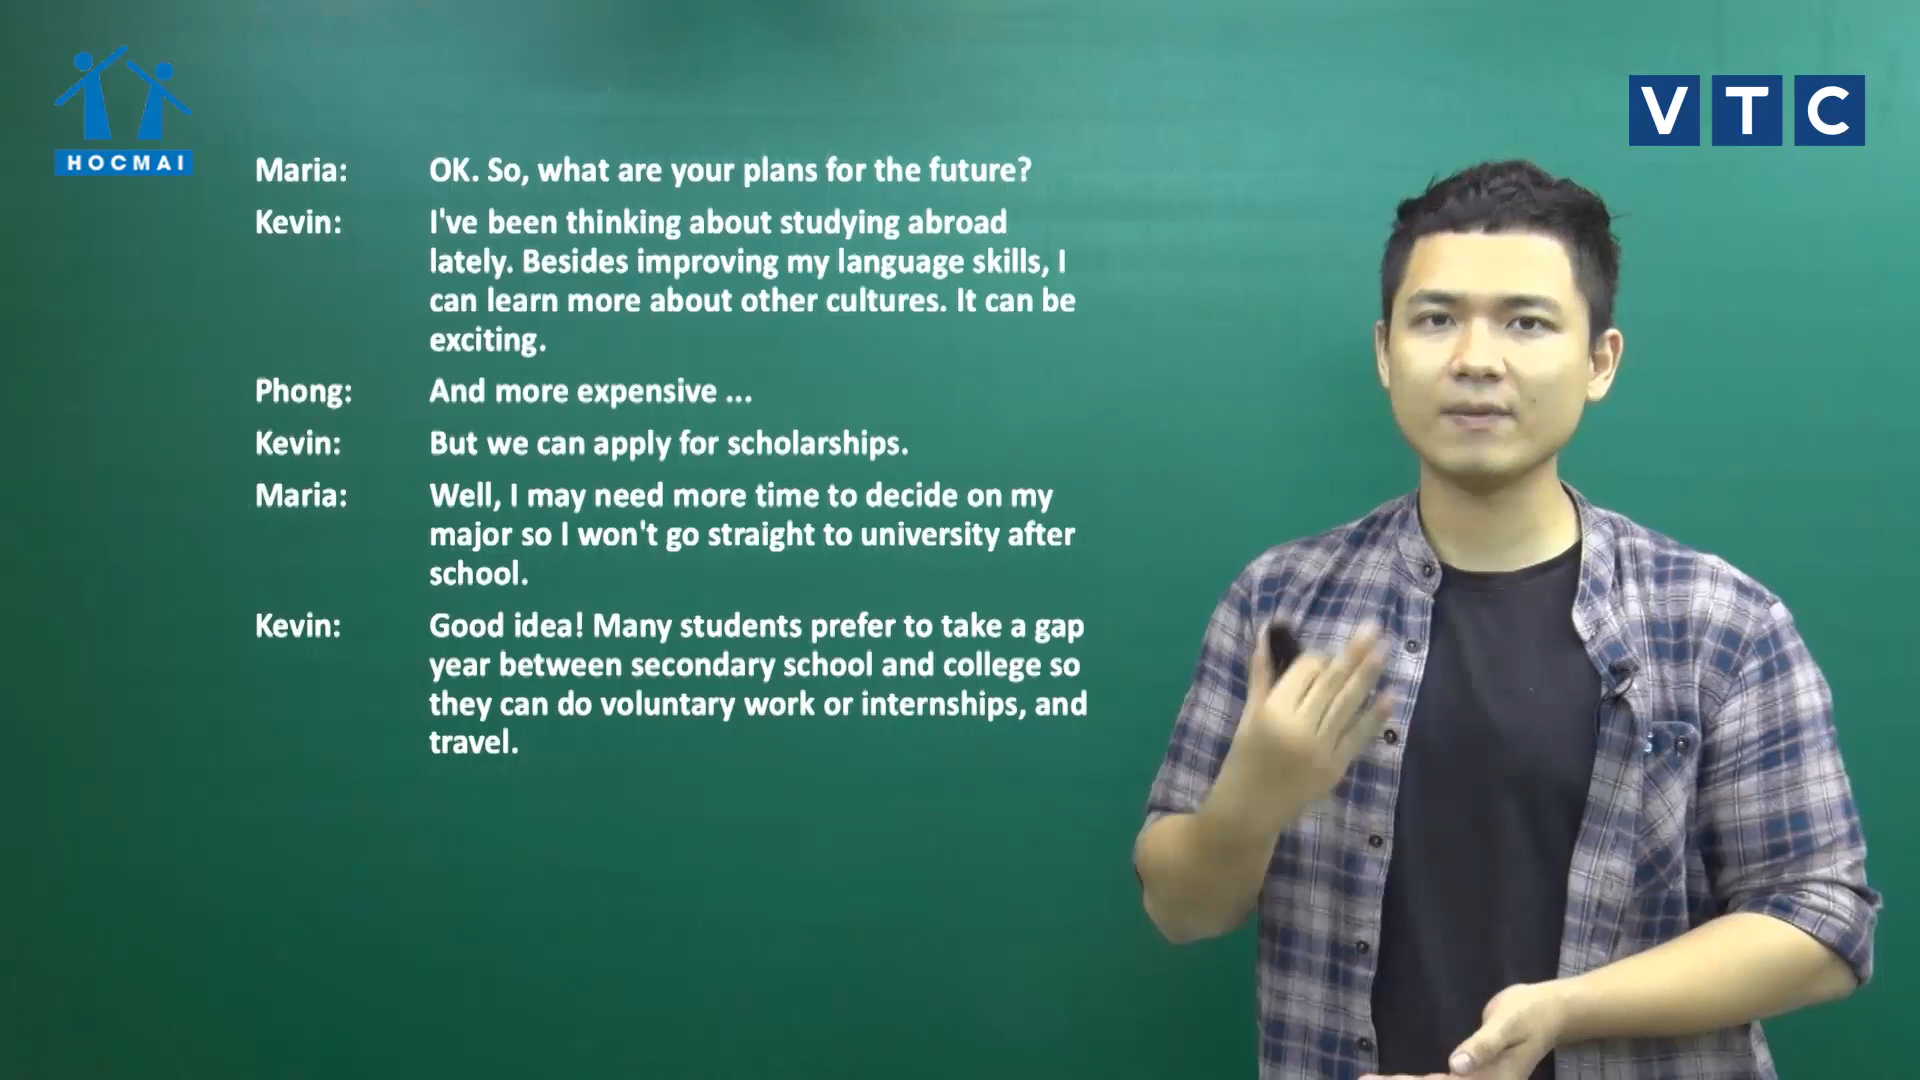 HOCMAI
VTC
Maria: OK. So, what are your plans for the future?
Kevin: I've been thinking about studying abroad
lately. Besides improving my language skills, I
can learn more about other cultures. It can be
exciting.
Phong: And more expensive ...
Kevin: But we can apply for scholarships.
Maria: Well, I may need more time to decide on my
major so I won't go straight to university after
school.
Kevin: Good idea! Many students prefer to take a gap
year between secondary school and college so
they can do voluntary work or internships, and
travel.